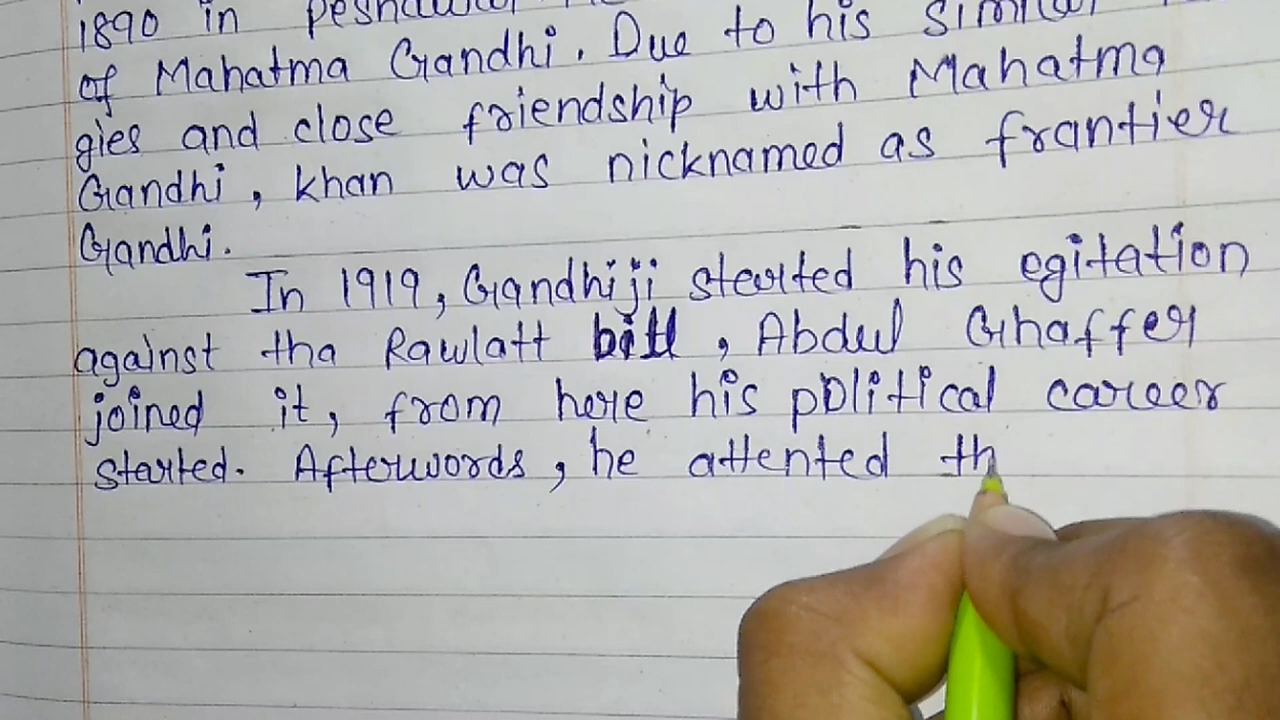 1890 in
of Mahatma Gandhi. Due to his
gies and close friendship with Mahatma
Gandhi, khan was nicknamed as frantier
Gandhi.
In 1919, Gandhiji started his egitation
against tha Rawlatt bill, Abdul Ghaffer
joined it, from here his political career
started. Afterwords, he attented th